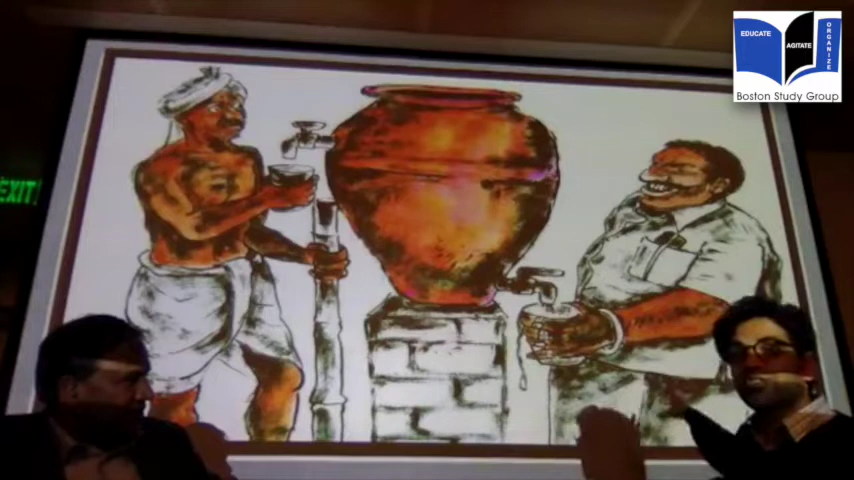 EDUCATE
AGITATE
ORGANIZE
Boston Study Group
EXIT